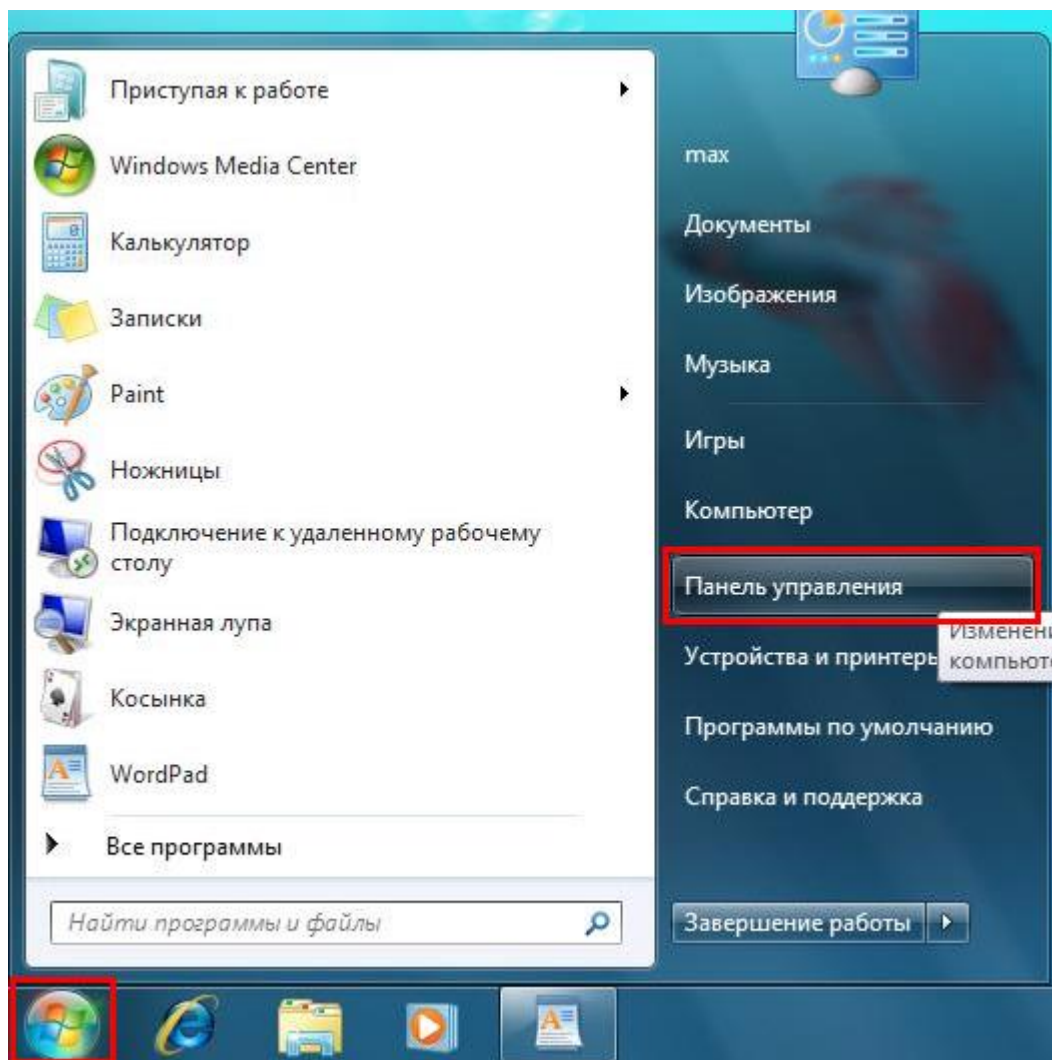 Приступая к работе
Windows Media Center
Калькулятор
Записки
Paint
Ножницы
Подключение к удаленному рабочему
столу
Экранная лупа
Косынка
WordPad
Все программы
Найти программы и файлы
max
Документы
Изображения
Музыка
Игры
Компьютер
Панель управления
Устройства и принтеры
Программы по умолчанию
Справка и поддержка
Завершение работы